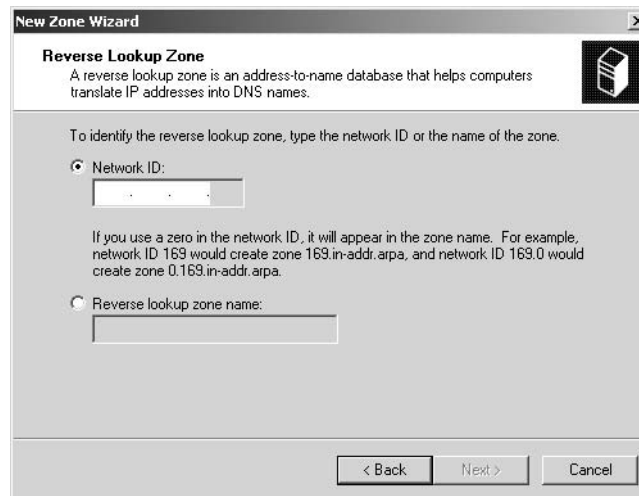 New Zone Wizard
Reverse Lookup Zone
A reverse lookup zone is an address-to-name database that helps computers
translate IP addresses into DNS names.
To identify the reverse lookup zone, type the network ID or the name of the zone.
Network ID:
. . .
If you use a zero in the network ID, it will appear in the zone name. For example,
network ID 169 would create zone 169.in-addr.arpa, and network ID 169.0 would
create zone 0.169.in-addr.arpa.
Reverse lookup zone name:
< Back Next > Cancel